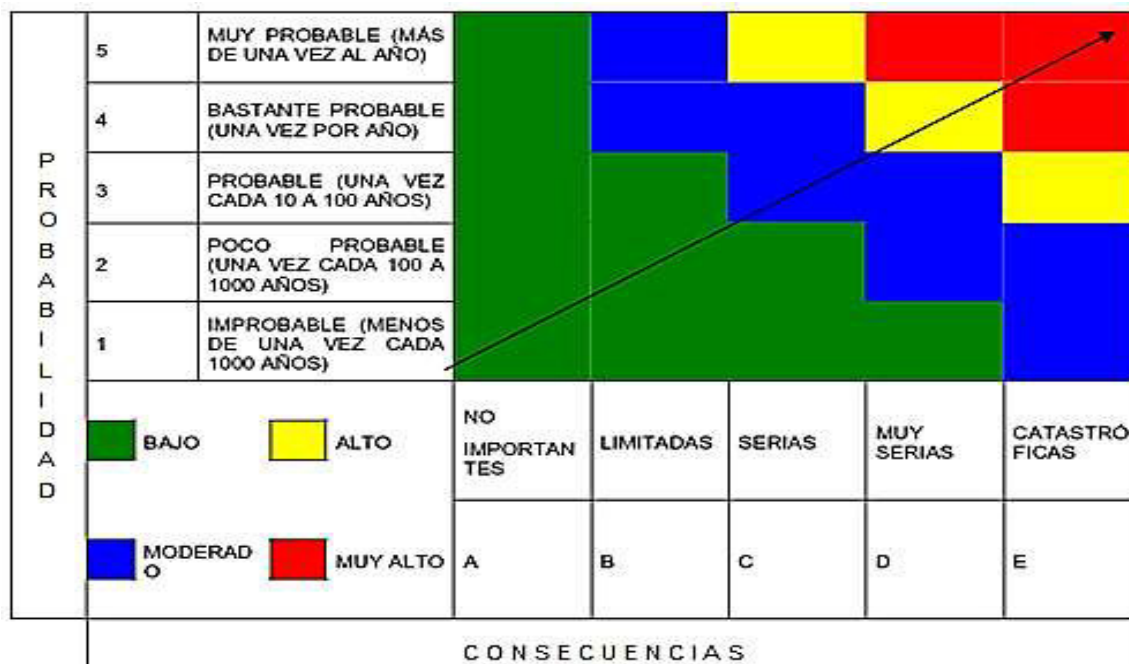 PROBABILIDAD
5
MUY PROBABLE (MÁS
DE UNA VEZ AL AÑO)
4
BASTANTE PROBABLE
(UNA VEZ POR AÑO)
3
PROBABLE (UNA VEZ
CADA 10 A 100 AÑOS)
2
POCO PROBABLE
(UNA VEZ CADA 100 A
1000 AÑOS)
1
IMPROBABLE (MENOS
DE UNA VEZ CADA
1000 AÑOS)
BAJO
ALTO
MODERAD
O
MUY ALTO
NO
IMPORTAN
TES
LIMITADAS
SERIAS
MUY
SERIAS
CATASTRÓ
FICAS
A
B
C
D
E
CONSECUENCIAS